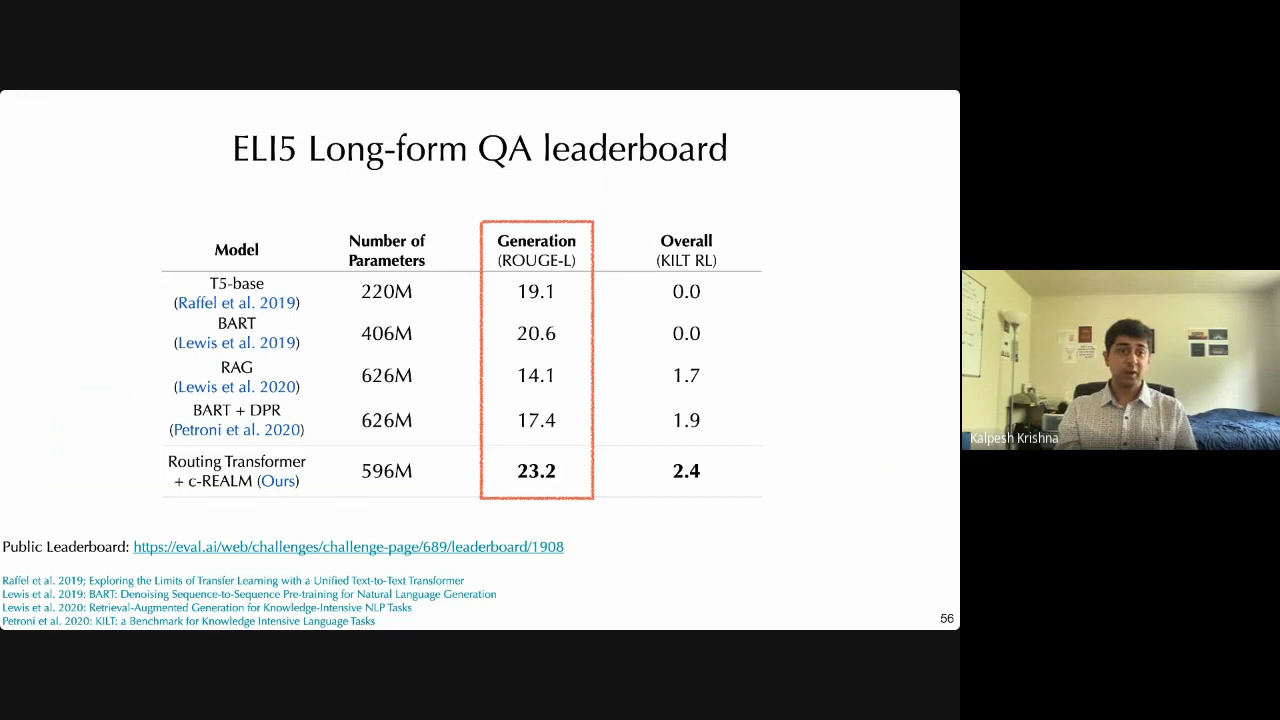 ELI5 Long-form QA leaderboard
Model
Number of
Parameters
Generation
(ROUGE-L)
Overall
(KILT RL)
T5-base
(Raffel et al. 2019)
220M
19.1
0.0
BART
(Lewis et al. 2019)
406M
20.6
0.0
RAG
(Lewis et al. 2020)
626M
14.1
1.7
BART + DPR
(Petroni et al. 2020)
626M
17.4
1.9
Routing Transformer
+ c-REALM (Ours)
596M
23.2
2.4
Public Leaderboard: https://eval.ai/web/challenges/challenge-page/689/leaderboard/1908
Raffel et al. 2019; Exploring the Limits of Transfer Learning with a Unified Text-to-Text Transformer
Lewis et al. 2019: BART: Denoising Sequence-to-Sequence Pre-training for Natural Language Generation
Lewis et al. 2020: Retrieval-Augmented Generation for Knowledge-Intensive NLP Tasks
Petroni et al. 2020: KILT: a Benchmark for Knowledge Intensive Language Tasks
56
Kalpesh Krishna